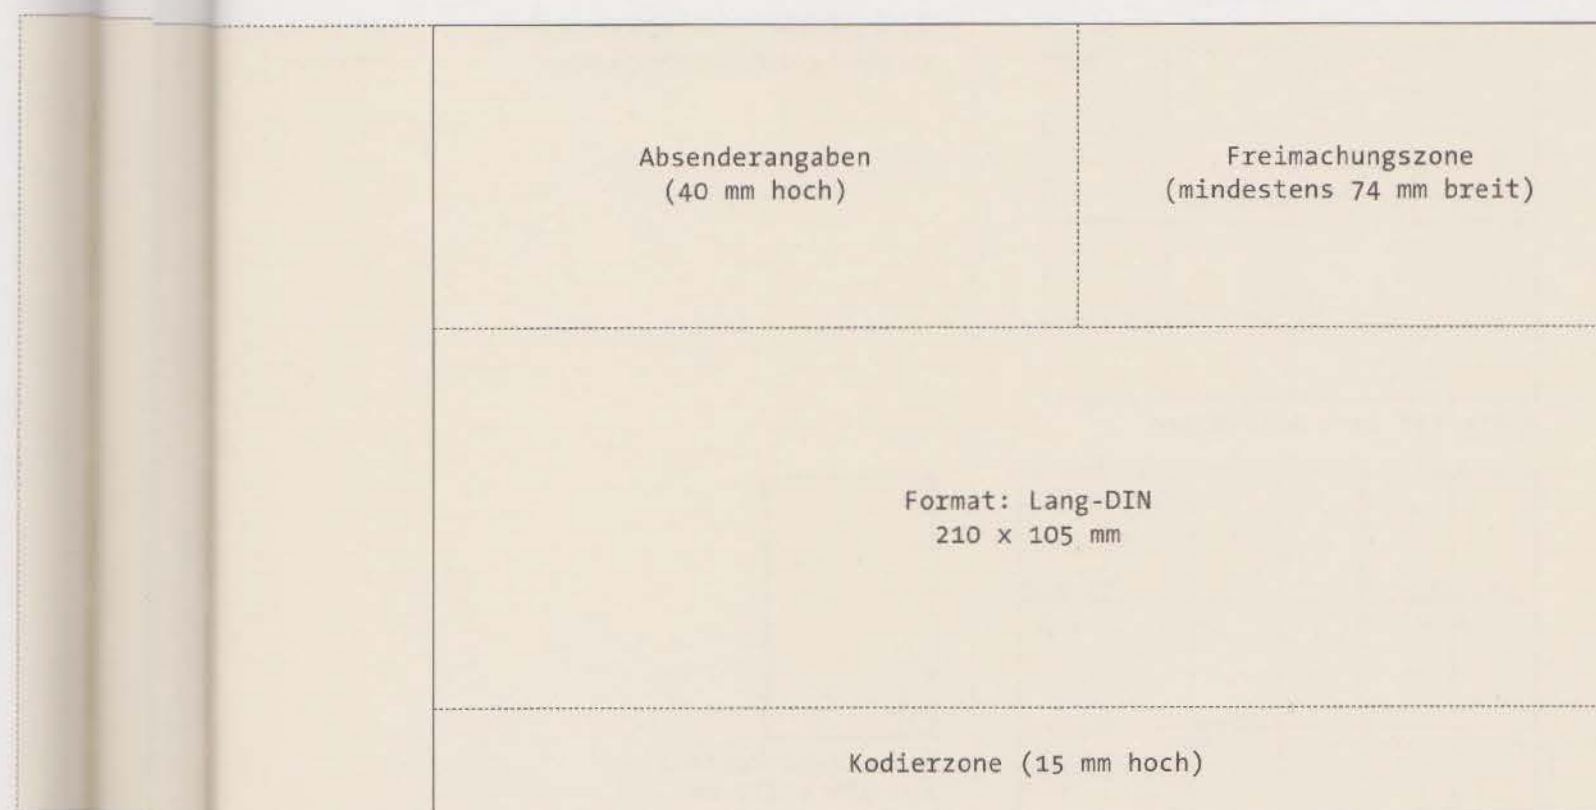 Absenderangaben
(40 mm hoch)
Freimachungszone
(mindestens 74 mm breit)
Format: Lang-DIN
210 x 105 mm
Kodierzone (15 mm hoch)